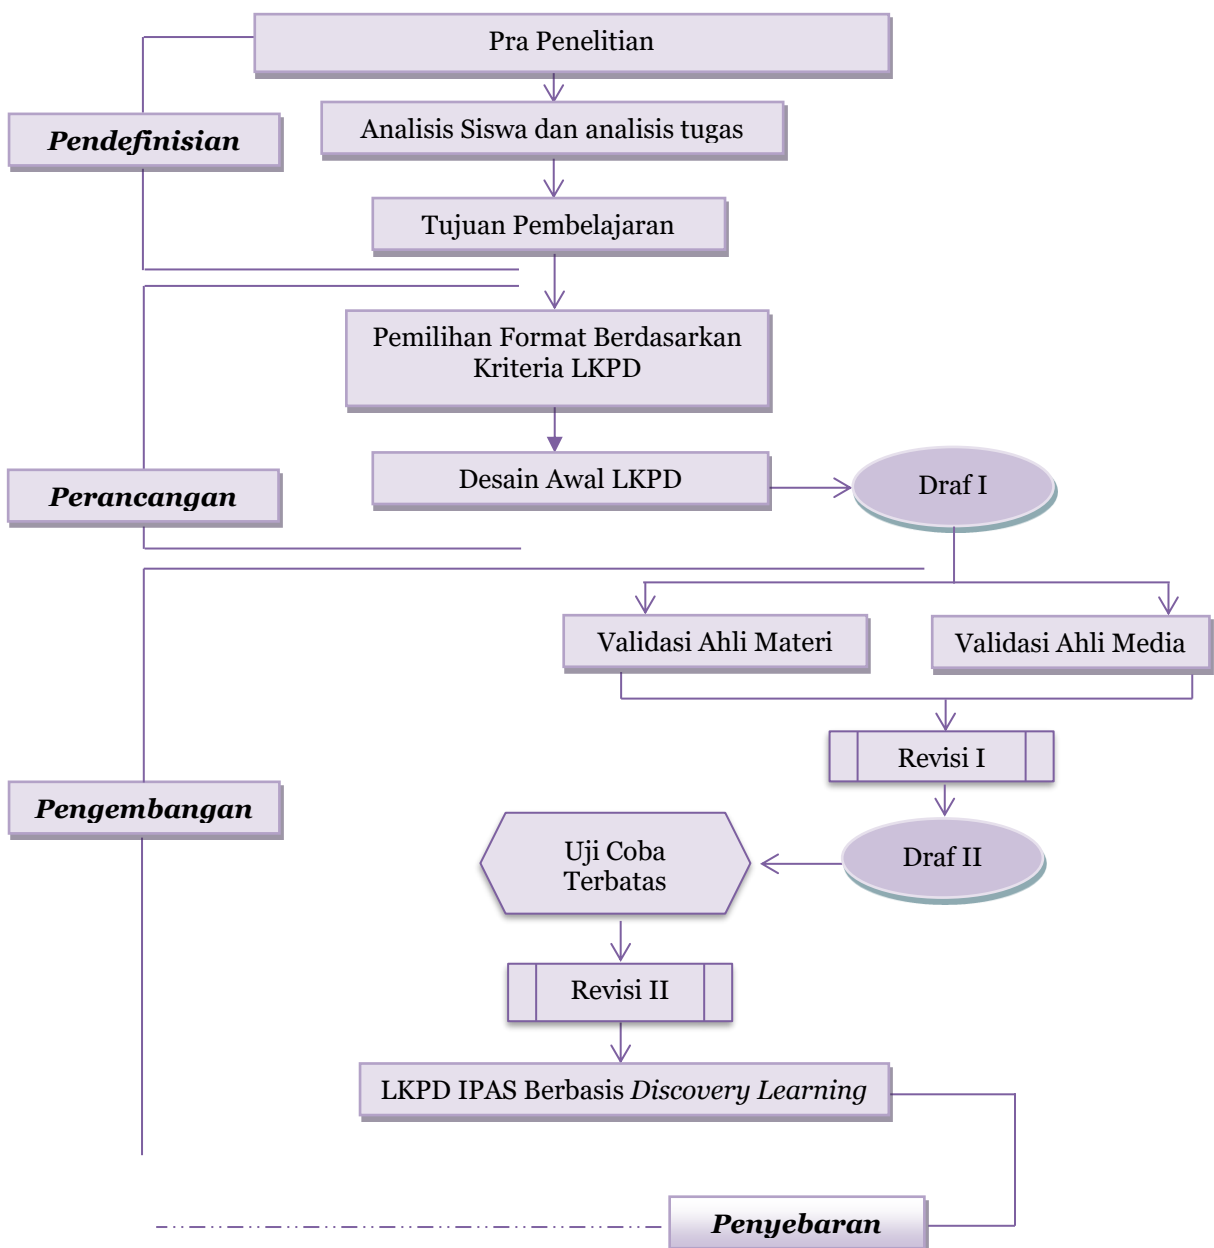 Pra Penelitian
Analisis Siswa dan analisis tugas
Pendefinisian
Tujuan Pembelajaran
Pemilihan Format Berdasarkan
Kriteria LKPD
Desain Awal LKPD
Draf I
Perancangan
Validasi Ahli Materi
Validasi Ahli Media
Revisi I
Pengembangan
Uji Coba
Terbatas
Draf II
Revisi II
LKPD IPAS Berbasis Discovery Learning
Penyebaran